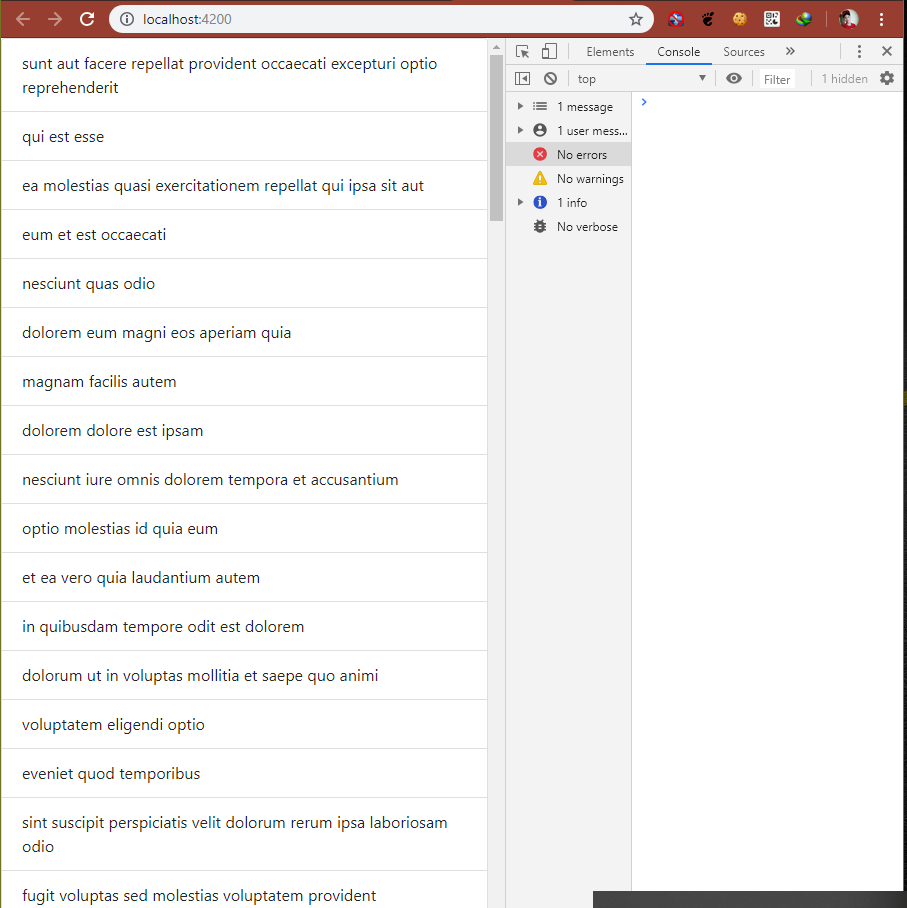 localhost:4200
sunt aut facere repellat provident occaecati excepturi optio
reprehenderit
qui est esse
ea molestias quasi exercitationem repellat qui ipsa sit aut
eum et est occaecati
nesciunt quas odio
dolorem eum magni eos aperiam quia
magnam facilis autem
dolorem dolore est ipsam
nesciunt iure omnis dolorem tempora et accusantium
optio molestias id quia eum
et ea vero quia laudantium autem
in quibusdam tempore odit est dolorem
dolorum ut in voluptas mollitia et saepe quo animi
voluptatem eligendi optio
eveniet quod temporibus
sint suscipit perspiciatis velit dolorum rerum ipsa laboriosam
odio
fugit voluptas sed molestias voluptatem provident
Elements Console Sources »
top Filter 1 hidden
1 message
1 user mess...
No errors
No warnings
1 info
No verbose